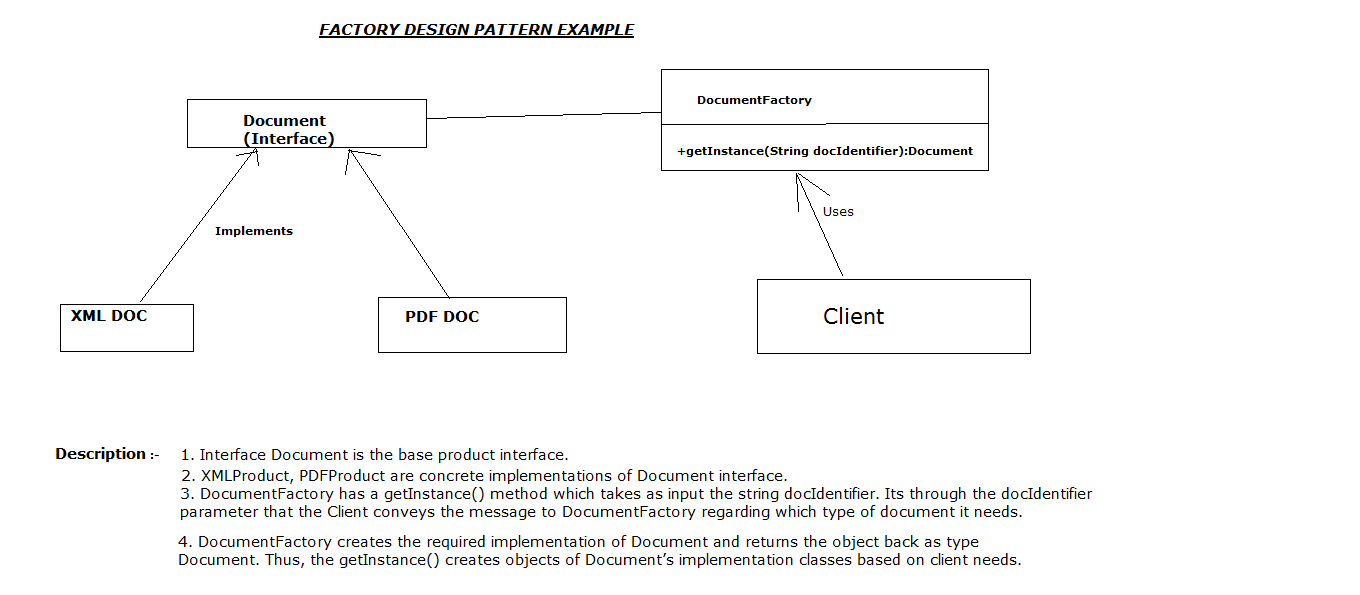 FACTORY DESIGN PATTERN EXAMPLE
Document
(Interface)
DocumentFactory
+getInstance(String docIdentifier):Document
Uses
Implements
XML DOC
PDF DOC
Client
Description :- 1. Interface Document is the base product interface.
2. XMLProduct, PDFProduct are concrete implementations of Document interface.
3. DocumentFactory has a getInstance() method which takes as input the string docIdentifier. Its through the docIdentifier
parameter that the Client conveys the message to DocumentFactory regarding which type of document it needs.
4. DocumentFactory creates the required implementation of Document and returns the object back as type
Document. Thus, the getInstance() creates objects of Document’s implementation classes based on client needs.